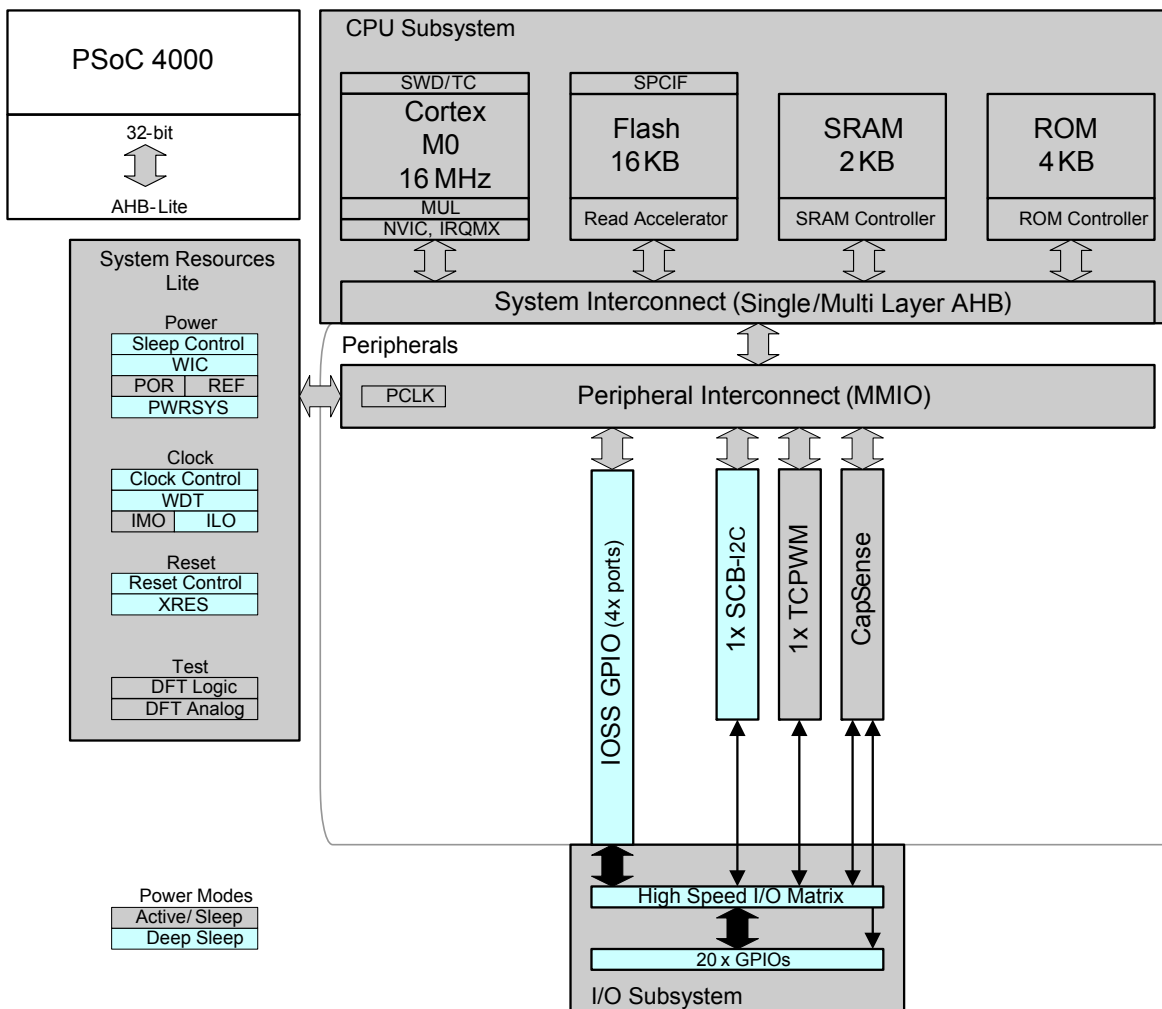 PSoC 4000
32-bit
AHB-Lite
CPU Subsystem
SWD/TC
Cortex
M0
16 MHz
MUL
NVIC, IRQMX
SPCIF
Flash
16 KB
Read Accelerator
SRAM
2 KB
SRAM Controller
ROM
4 KB
ROM Controller
System Interconnect (Single/Multi Layer AHB)
System Resources
Lite
Power
Sleep Control
WIC
POR REF
PWRSYS
Clock
Clock Control
WDT
IMO ILO
Reset
Reset Control
XRES
Test
DFT Logic
DFT Analog
Peripherals
PCLK
Peripheral Interconnect (MMIO)
IOSS GPIO (4x ports)
1x SCB-I2C
1x TCPWM
CapSense
Power Modes
Active/Sleep
Deep Sleep
High Speed I/O Matrix
20 x GPIOs
I/O Subsystem